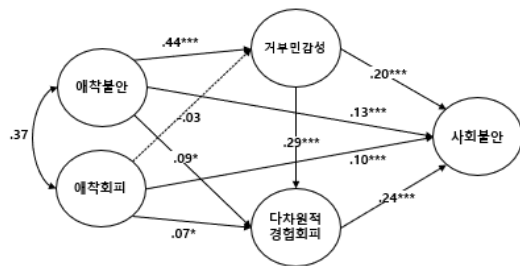 .44***
거부민감성
.20***
애착불안
.03
.13***
.37
사회불안
.29***
.09*
.10***
애착회피
다차원적
경험회피
.24***
.07*